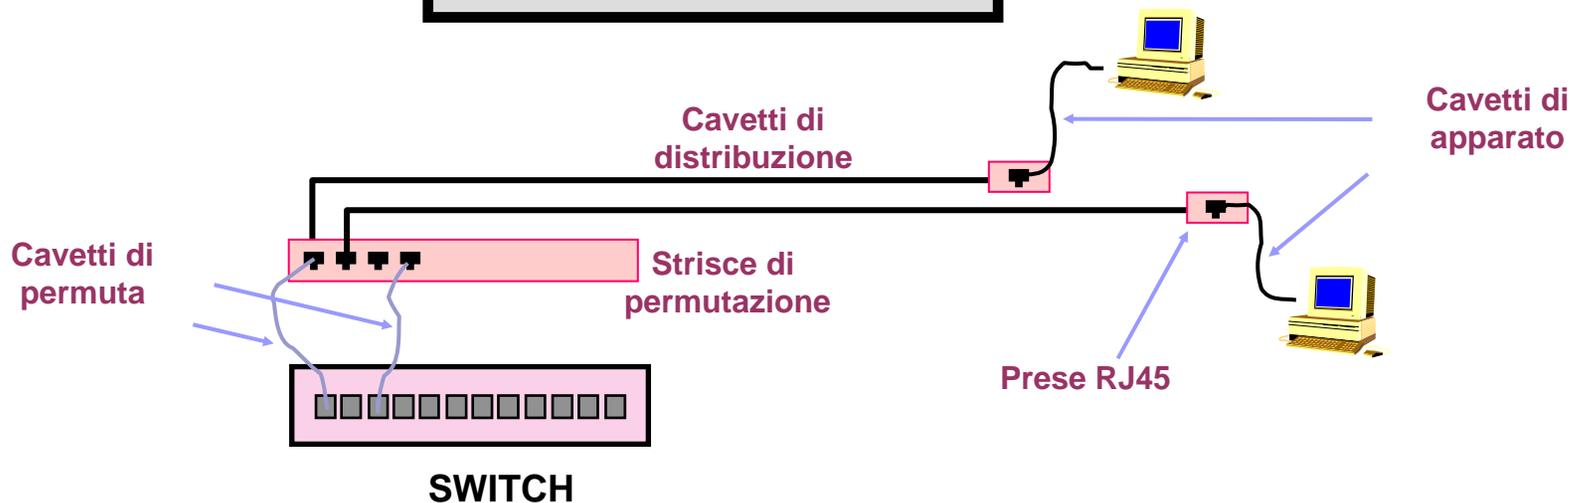 Cavetti di
apparato
Cavetti di
distribuzione
Cavetti di
permuta
Strisce di
permutazione
Prese RJ45
SWITCH